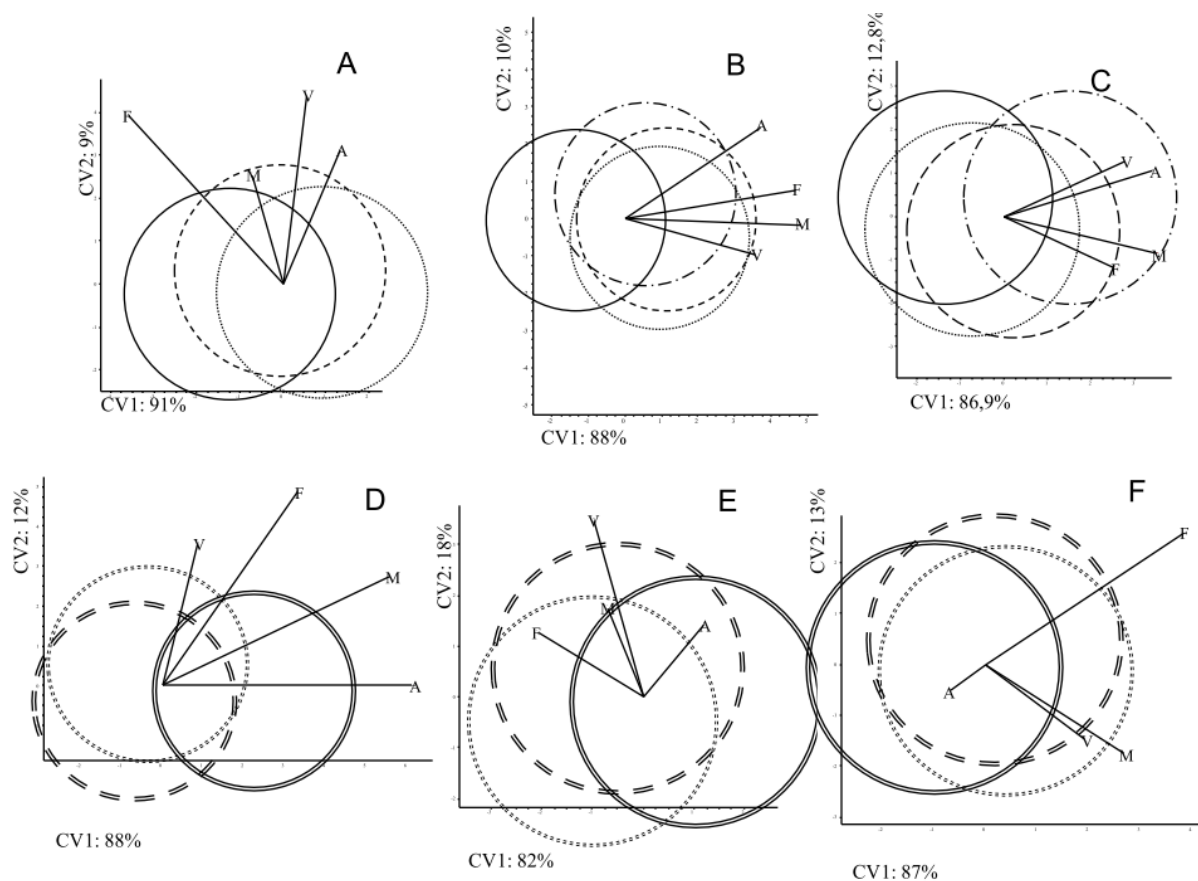 A
CV2: 9%
F
V
A
M
CV1: 91%
B
CV2: 10%
A
F
M
V
CV1: 88%
C
CV2: 12,8%
V
A
M
F
CV1: 86,9%
D
CV2: 12%
F
V
M
A
CV1: 88%
E
CV2: 18%
V
M
A
F
CV1: 82%
F
CV2: 13%
F
A
V
M
CV1: 87%